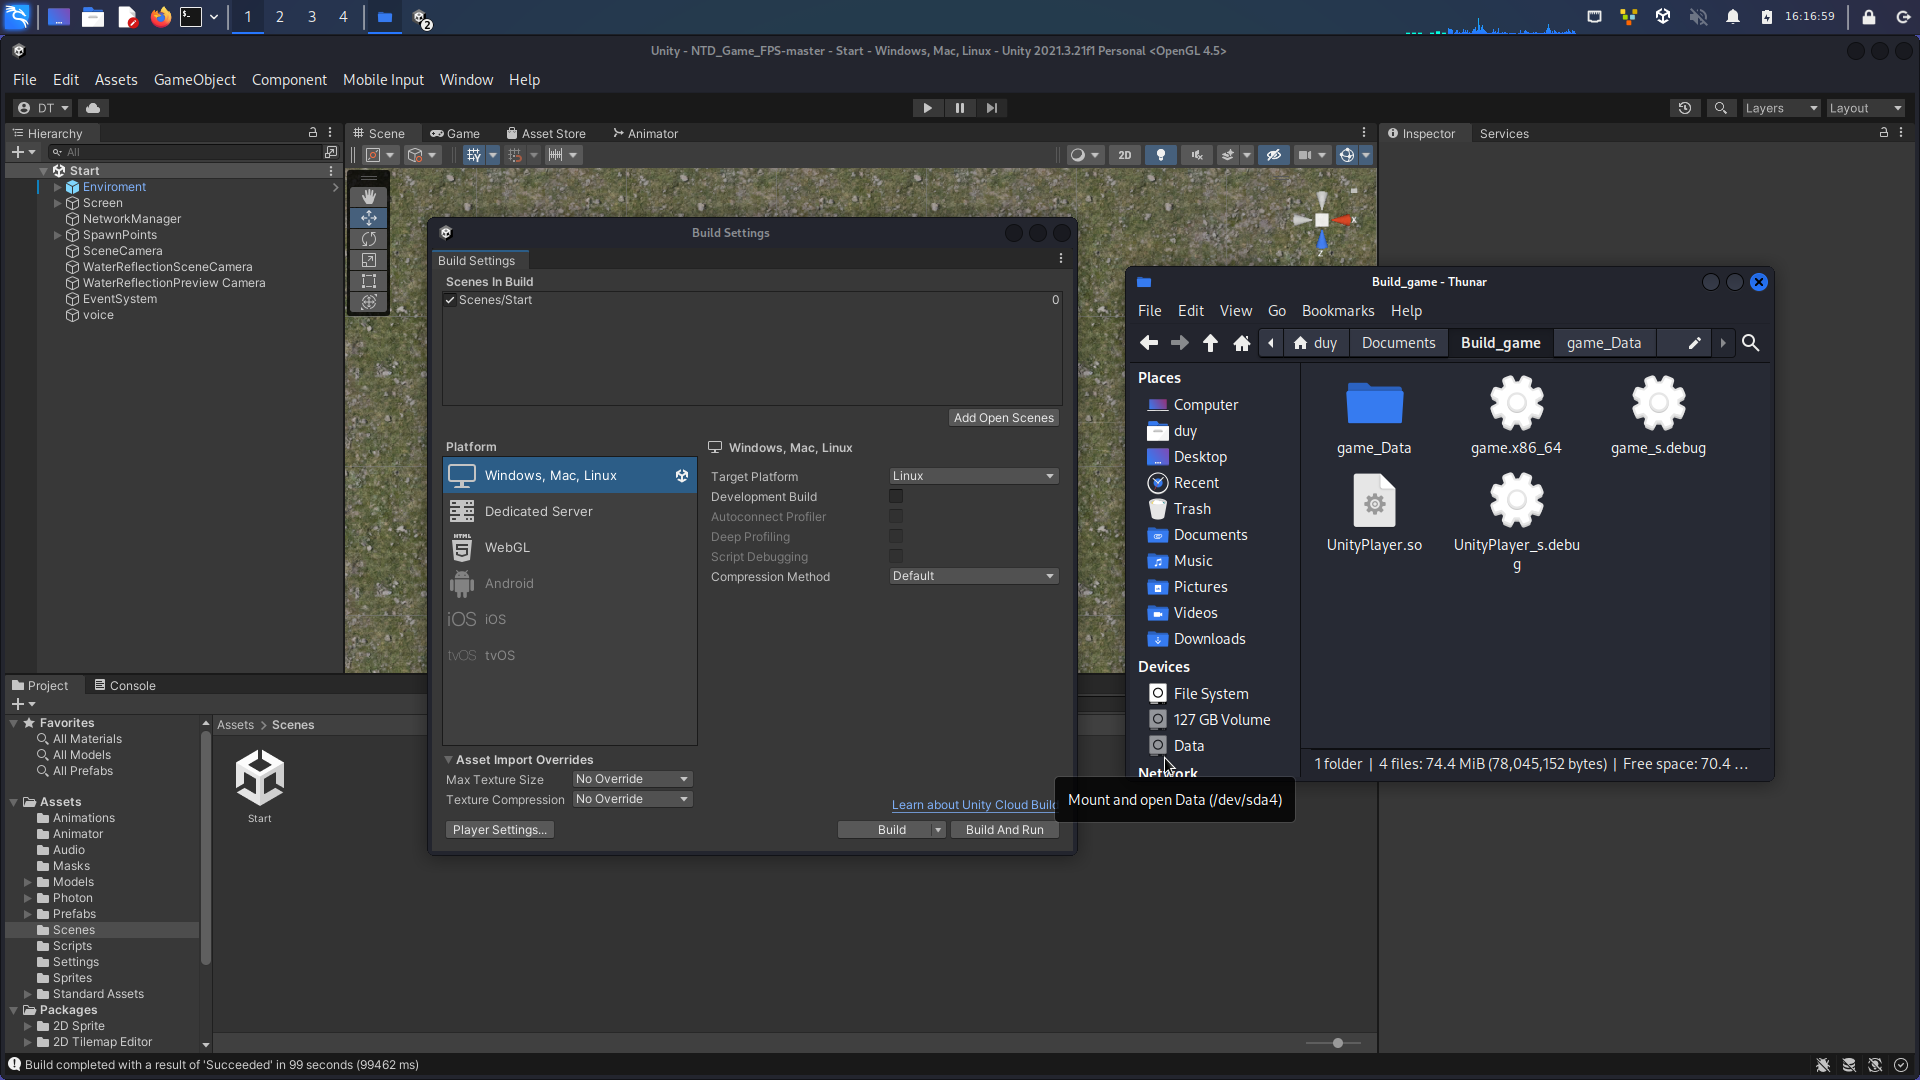 1
2
3
4
2
16:16:59
Unity - NTD_Game_FPS-master - Start - Windows, Mac, Linux - Unity 2021.3.21f1 Personal <OpenGL 4.5>
File Edit Assets GameObject Component Mobile Input Window Help
DT
Layers
Layout
Hierarchy
All
Start
Enviroment
Screen
NetworkManager
SpawnPoints
SceneCamera
WaterReflectionSceneCamera
WaterReflectionPreview Camera
EventSystem
voice
Scene
Game
Asset Store
Animator
2D
x
z
Inspector
Services
Build Settings
Build Settings
Scenes In Build
Scenes/Start 0
Add Open Scenes
Platform
Windows, Mac, Linux
Dedicated Server
HTML
WebGL
Android
iOS iOS
tvOS tvOS
Windows, Mac, Linux
Target Platform Linux
Development Build
Autoconnect Profiler
Deep Profiling
Script Debugging
Compression Method Default
Asset Import Overrides
Max Texture Size No Override
Texture Compression No Override
Learn about Unity Cloud Build
Player Settings...
Build
Build And Run
Build_game - Thunar
File Edit View Go Bookmarks Help
duy
Documents
Build_game
game_Data
Places
Computer
duy
Desktop
Recent
Trash
Documents
Music
Pictures
Videos
Downloads
Devices
File System
127 GB Volume
Data
Network
game_Data
game.x86_64
game_s.debug
UnityPlayer.so
UnityPlayer_s.debu
g
1 folder | 4 files: 74.4 MiB (78,045,152 bytes) | Free space: 70.4 ...
Mount and open Data (/dev/sda4)
Project
Console
Favorites
All Materials
All Models
All Prefabs
Assets
Animations
Animator
Audio
Masks
Models
Photon
Prefabs
Scenes
Scripts
Settings
Sprites
Standard Assets
Packages
2D Sprite
2D Tilemap Editor
Assets > Scenes
Start
Build completed with a result of 'Succeeded' in 99 seconds (99462 ms)